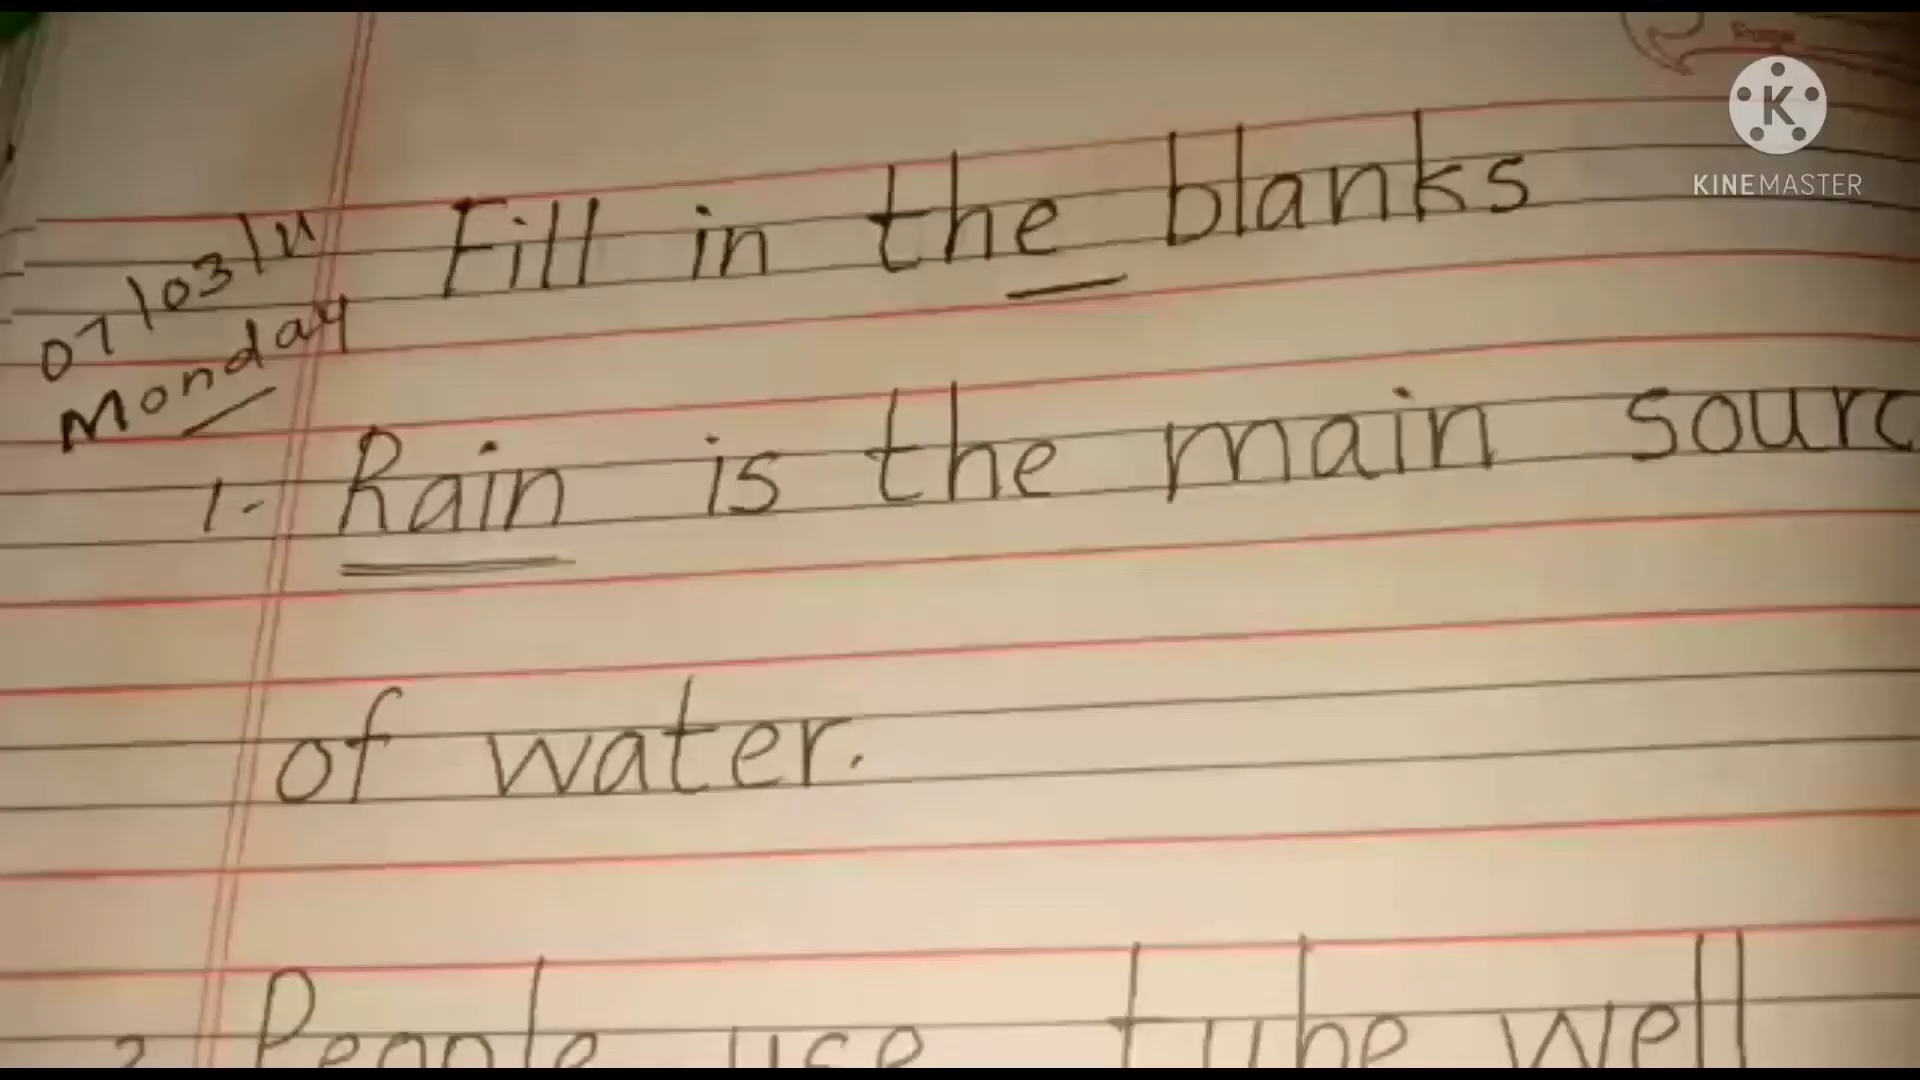 KINEMASTER
Fill in the blanks
07/03/21
Monday
1- Rain is the main sourc
of water.
2 People use tube well